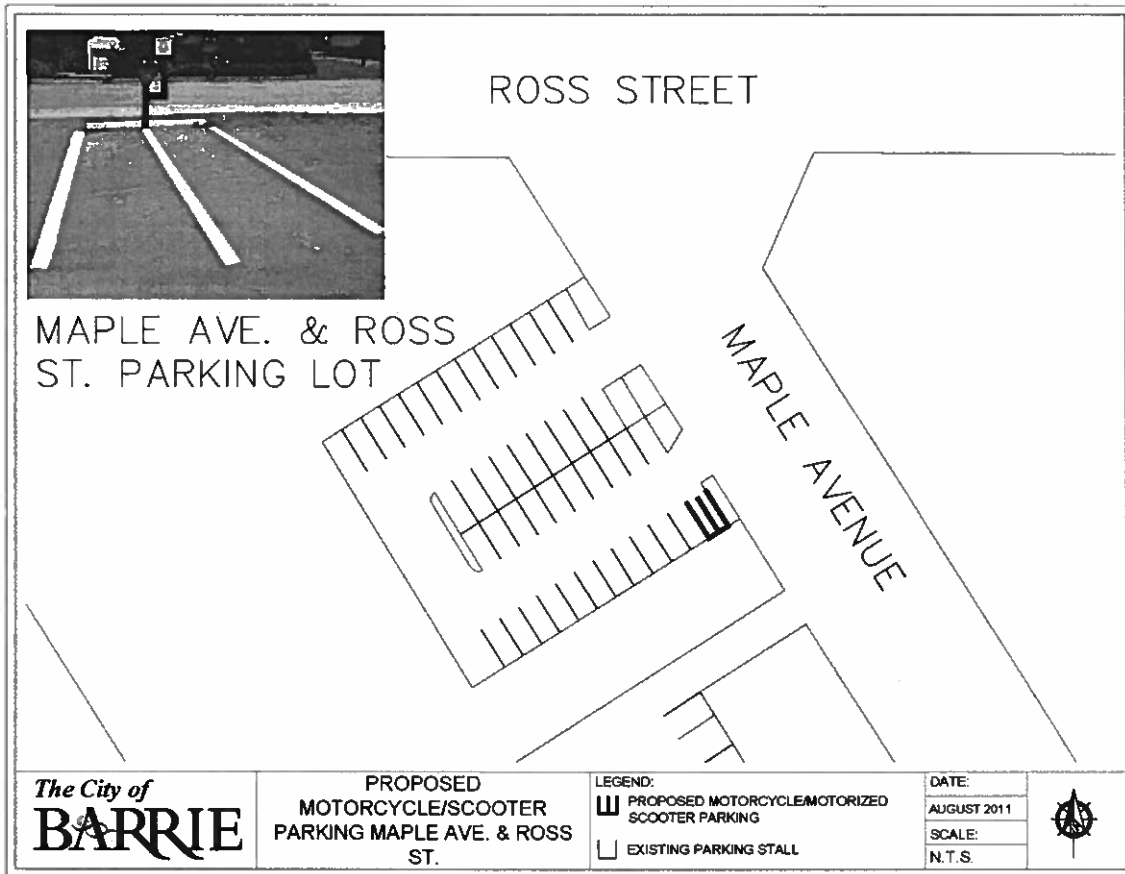 ROSS STREET
MAPLE AVE. & ROSS
ST. PARKING LOT
MAPLE AVENUE
The City of
BARRIE
PROPOSED
MOTORCYCLE/SCOOTER
PARKING MAPLE AVE. & ROSS
ST.
LEGEND:
PROPOSED MOTORCYCLE/MOTORIZED
SCOOTER PARKING
EXISTING PARKING STALL
DATE:
AUGUST 2011
SCALE:
N.T.S.